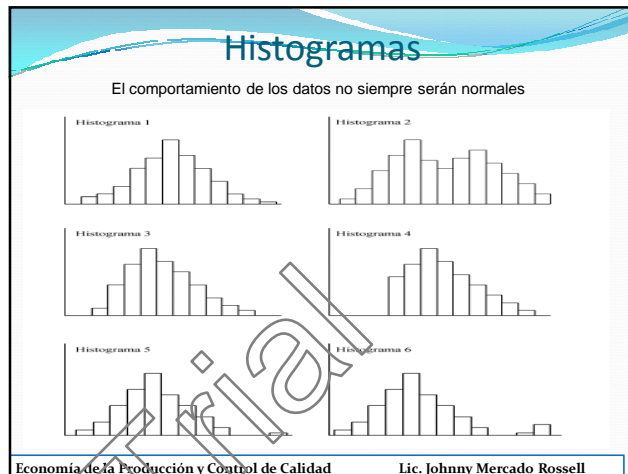 Histogramas
El comportamiento de los datos no siempre serán normales
Histograma 1
Histograma 2
Histograma 3
Histograma 4
Histograma 5
Histograma 6
Trial
Economía de la Producción y Control de Calidad
Lic. Johnny Mercado Rossell